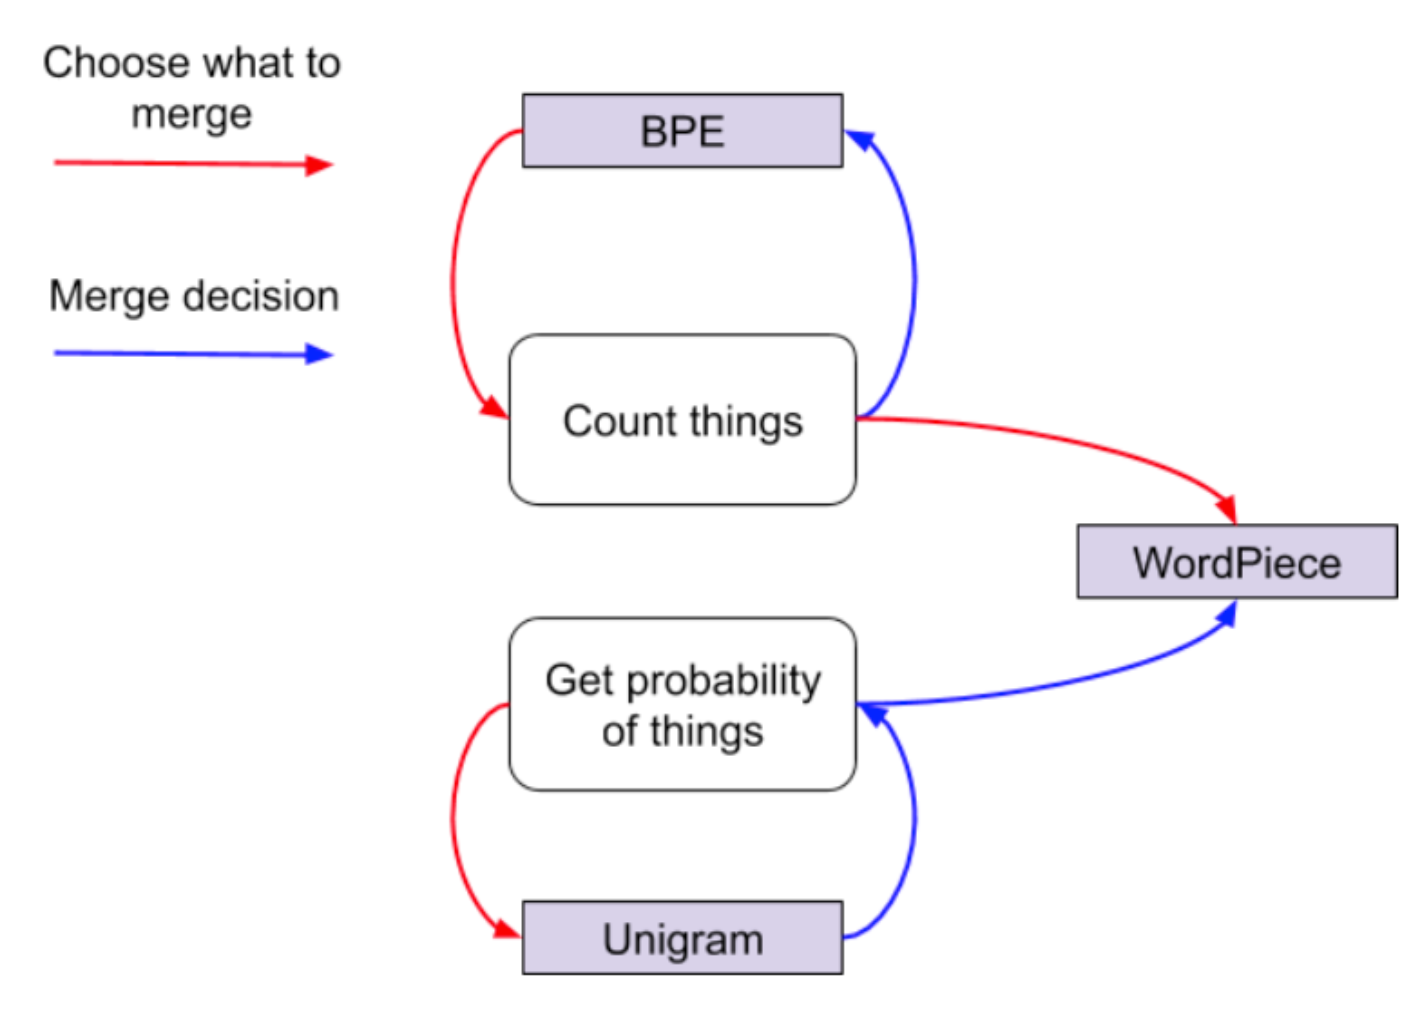 Choose what to
merge
BPE
Merge decision
Count things
WordPiece
Get probability
of things
Unigram